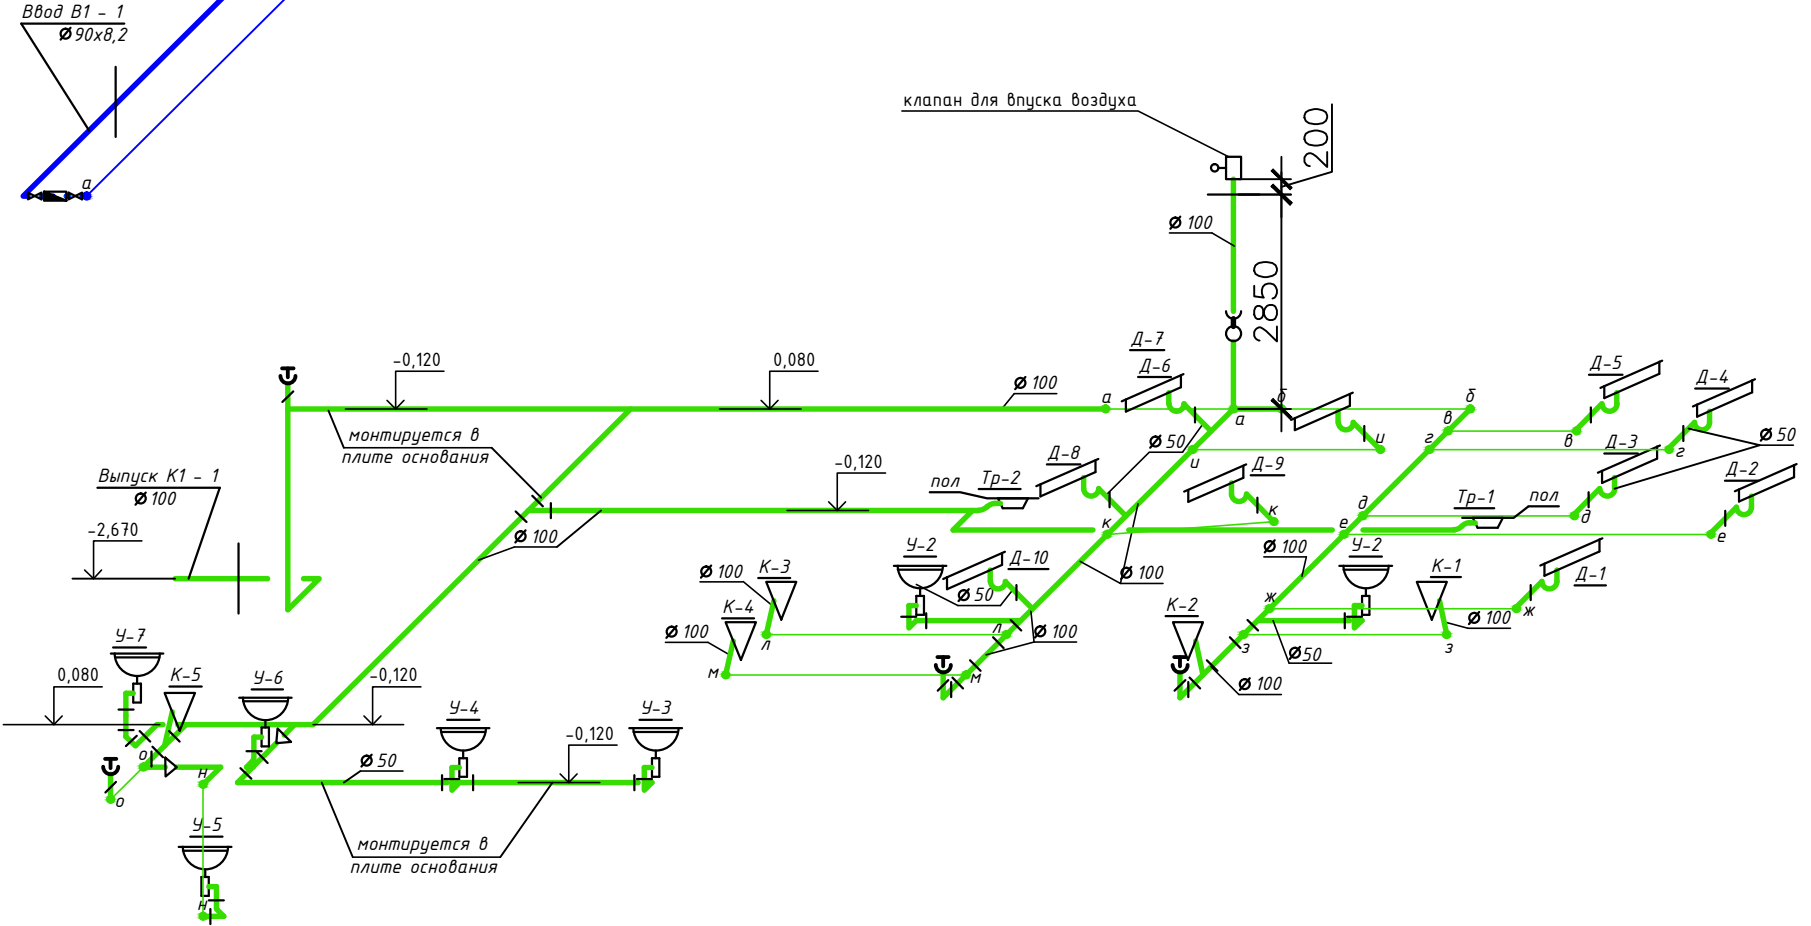 Ввод В1 - 1
Ø 90x8,2
а
клапан для впуска воздуха
200
Ø 100
2850
Д-7
Д-6
Д-5
Д-4
-0,120
0,080
Ø 100
а
б
а
б
в
г
в
г
и
и
Ø 50
Ø 50
монтируется в
плите основания
Выпуск К1 - 1
Ø 100
-2,670
-0,120
пол
Тр-2
Д-8
Д-9
Д-3
Д-2
Тр-1
пол
к
к
д
д
е
е
Ø 100
Ø 100
У-2
Д-10
Ø 50
Ø 100
У-2
К-1
Д-1
Ø 100
К-3
К-4
Ø 100
л
л
м
м
Ø 100
К-2
ж
ж
з
з
Ø 100
Ø 50
Ø 100
У-7
0,080
К-5
У-6
-0,120
У-4
У-3
-0,120
Ø 50
о
о
н
У-5
н
монтируется в
плите основания